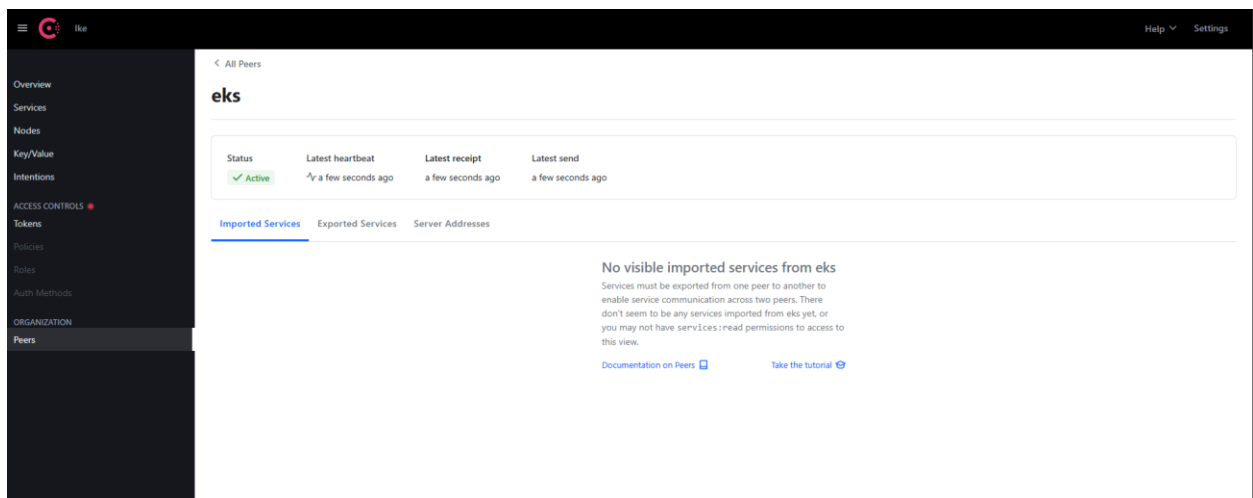 lke
Help
Settings
Overview
Services
Nodes
Key/Value
Intentions
ACCESS CONTROLS
Tokens
Policies
Roles
Auth Methods
ORGANIZATION
Peers
All Peers
eks
Status Latest heartbeat Latest receipt Latest send
Active a few seconds ago a few seconds ago a few seconds ago
Imported Services Exported Services Server Addresses
No visible imported services from eks
Services must be exported from one peer to another to
enable service communication across two peers. There
don't seem to be any services imported from eks yet, or
you may not have services:read permissions to access to
this view.
Documentation on Peers Take the tutorial